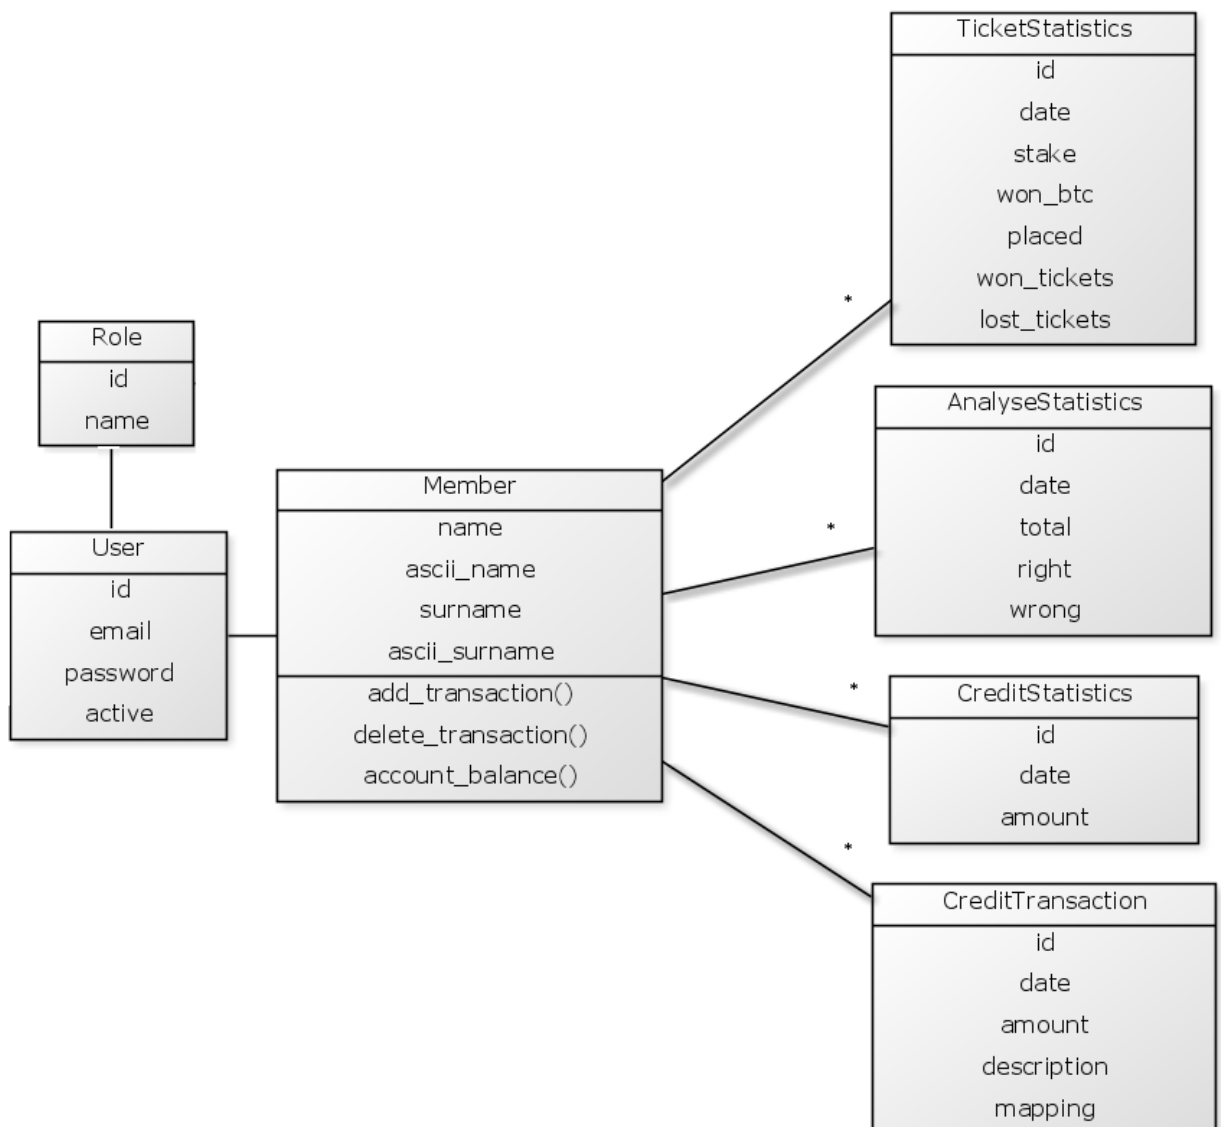 TicketStatistics
id
date
stake
won_btc
placed
won_tickets
lost_tickets
*
Role
id
name
AnalyseStatistics
id
date
total
right
wrong
*
Member
name
ascii_name
surname
ascii_surname
add_transaction()
delete_transaction()
account_balance()
User
id
email
password
active
CreditStatistics
id
date
amount
*
CreditTransaction
id
date
amount
description
mapping
*